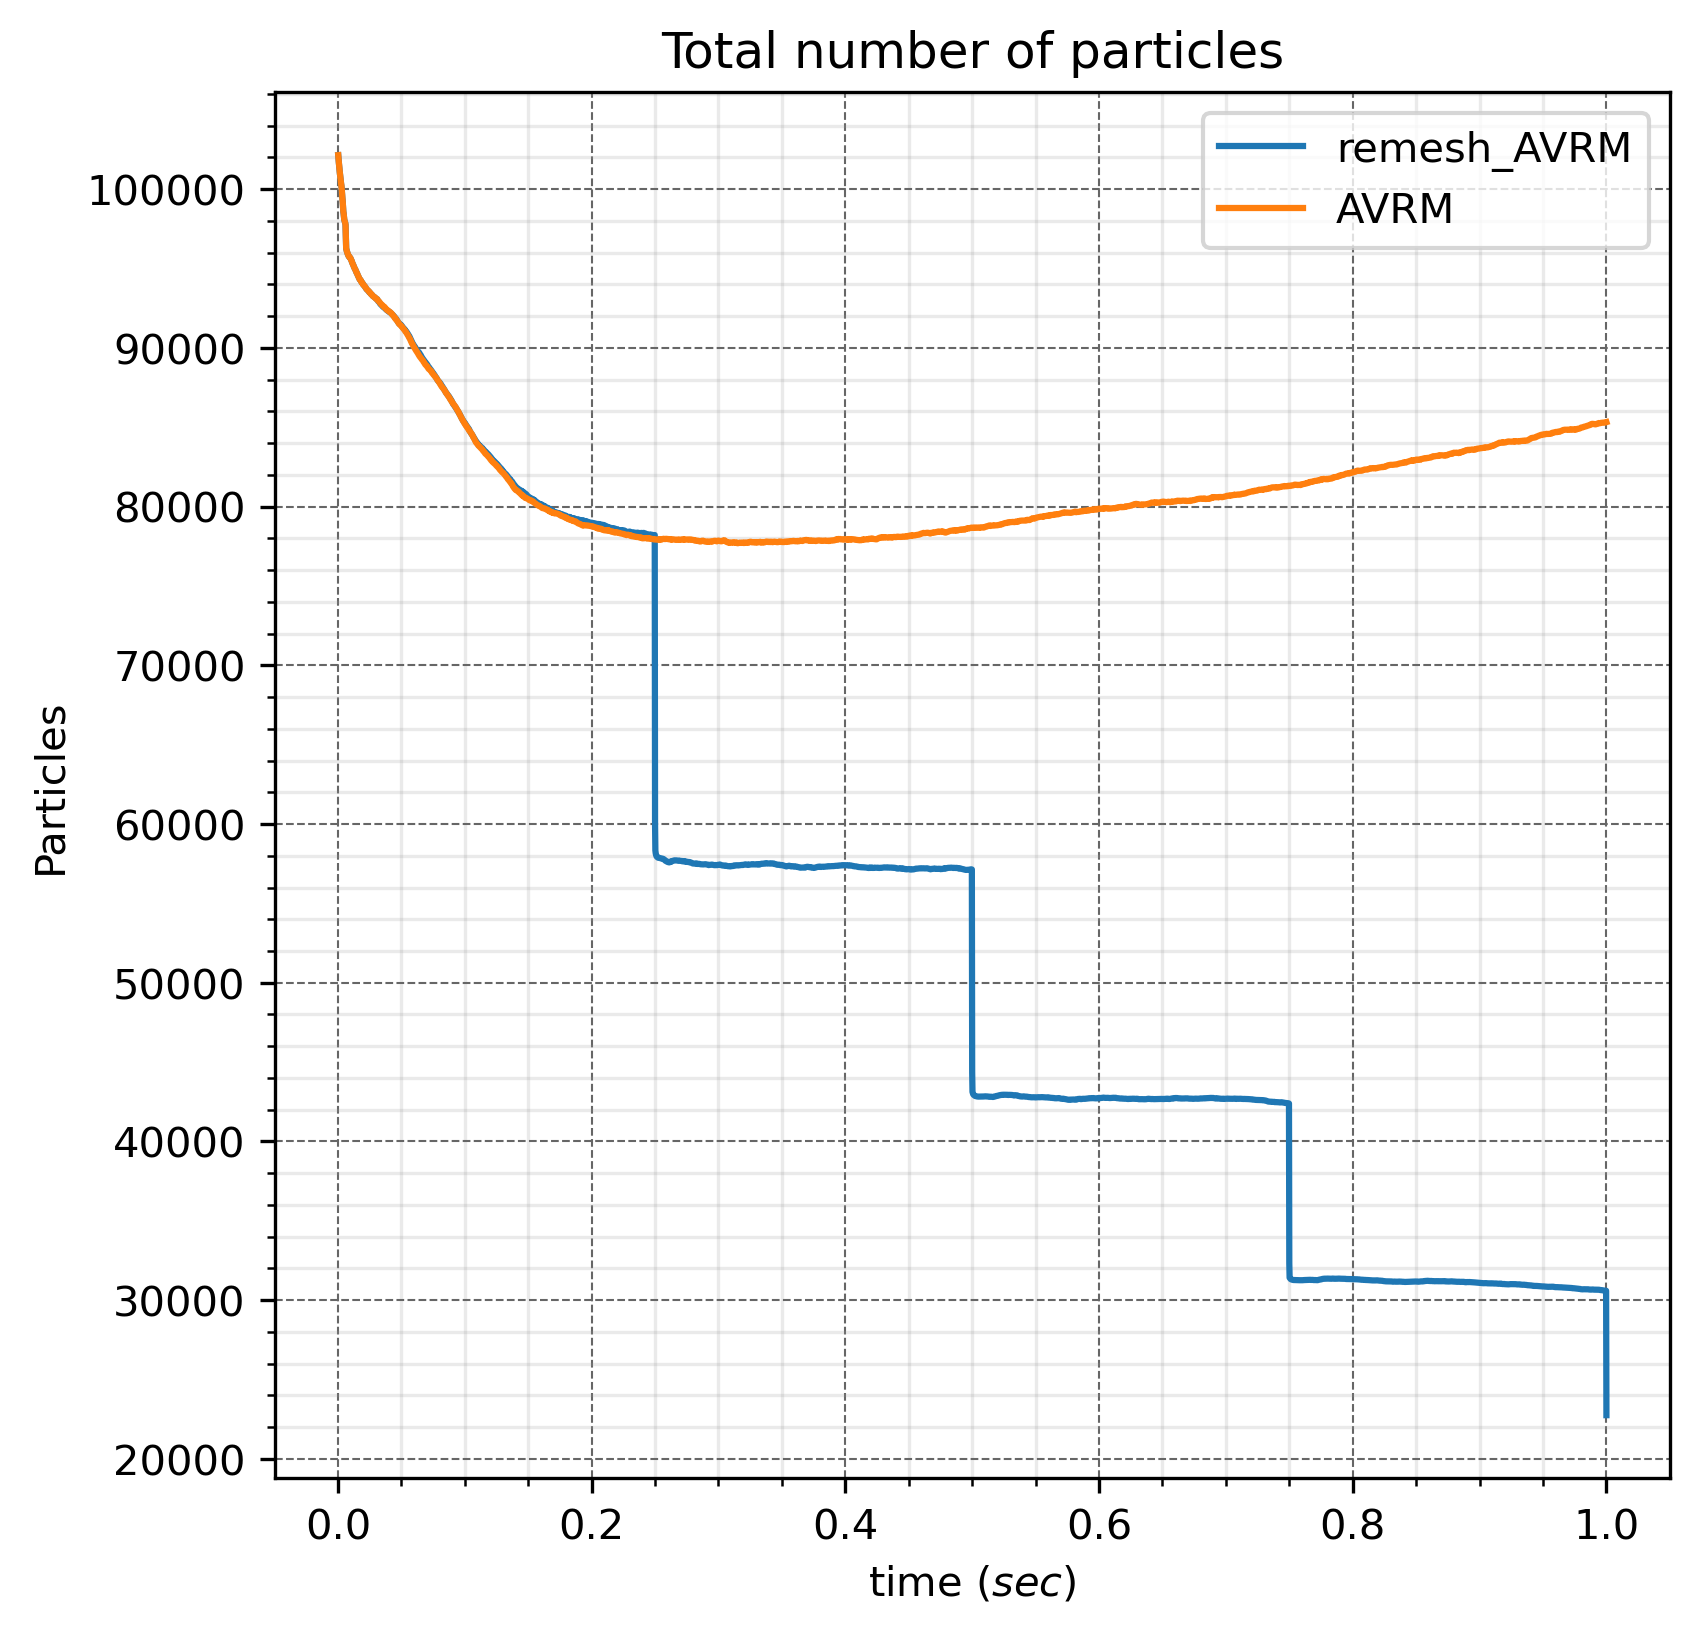 Total number of particles
remesh_AVRM
AVRM
100000
90000
80000
70000
60000
50000
40000
30000
20000
Particles
0.0 0.2 0.4 0.6 0.8 1.0
time (sec)